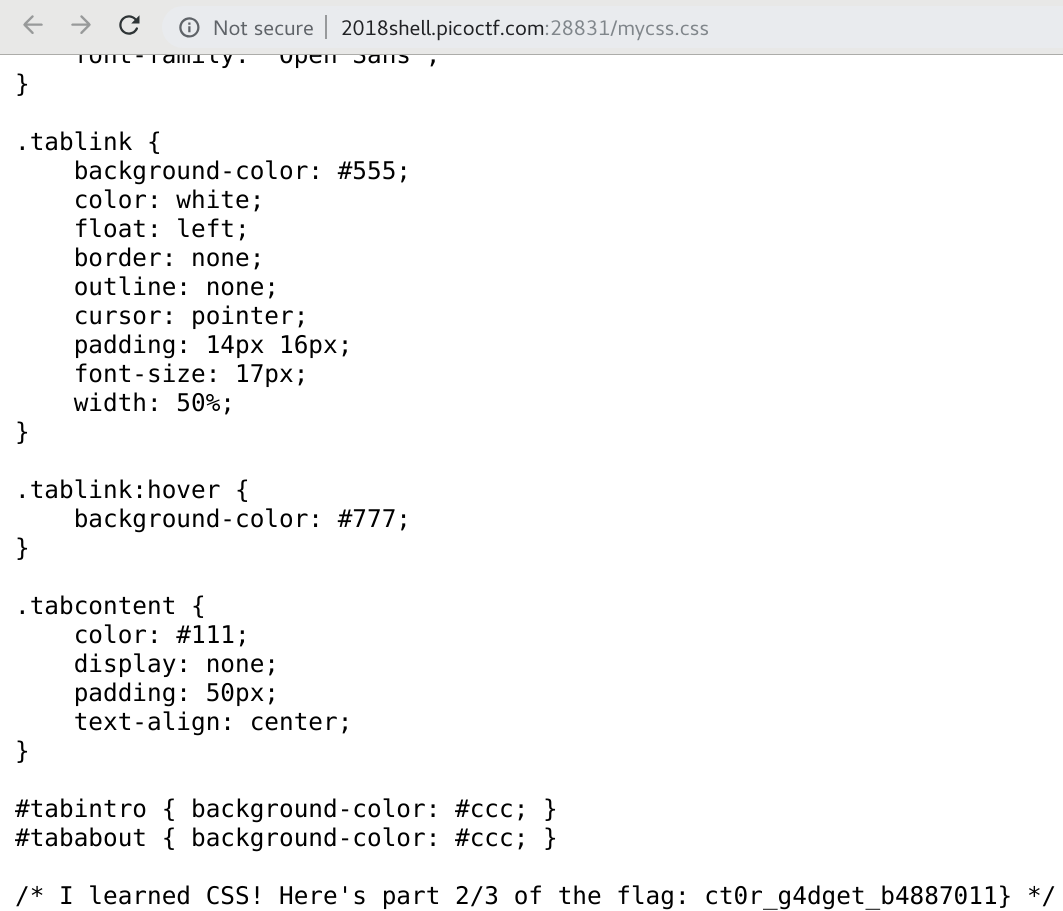 Not secure | 2018shell.picoctf.com:28831/mycss.css
font-family: "Open Sans";
}
.tablink {
background-color: #555;
color: white;
float: left;
border: none;
outline: none;
cursor: pointer;
padding: 14px 16px;
font-size: 17px;
width: 50%;
}
.tablink:hover {
background-color: #777;
}
.tabcontent {
color: #111;
display: none;
padding: 50px;
text-align: center;
}
#tabintro { background-color: #ccc; }
#tababout { background-color: #ccc; }
/* I learned CSS! Here's part 2/3 of the flag: ct0r_g4dget_b4887011} */